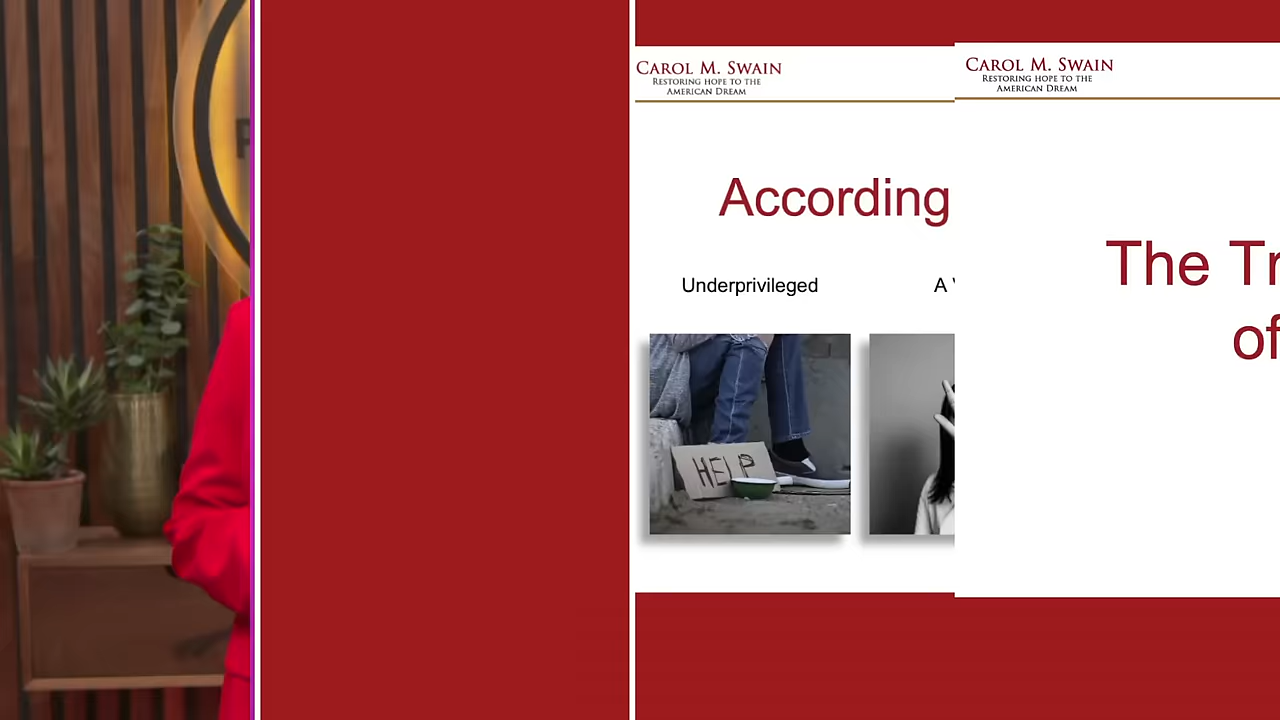 CAROL M. SWAIN
RESTORING HOPE TO THE
AMERICAN DREAM
According
Underprivileged
A
HELP
CAROL M. SWAIN
RESTORING HOPE TO THE
AMERICAN DREAM
The
of